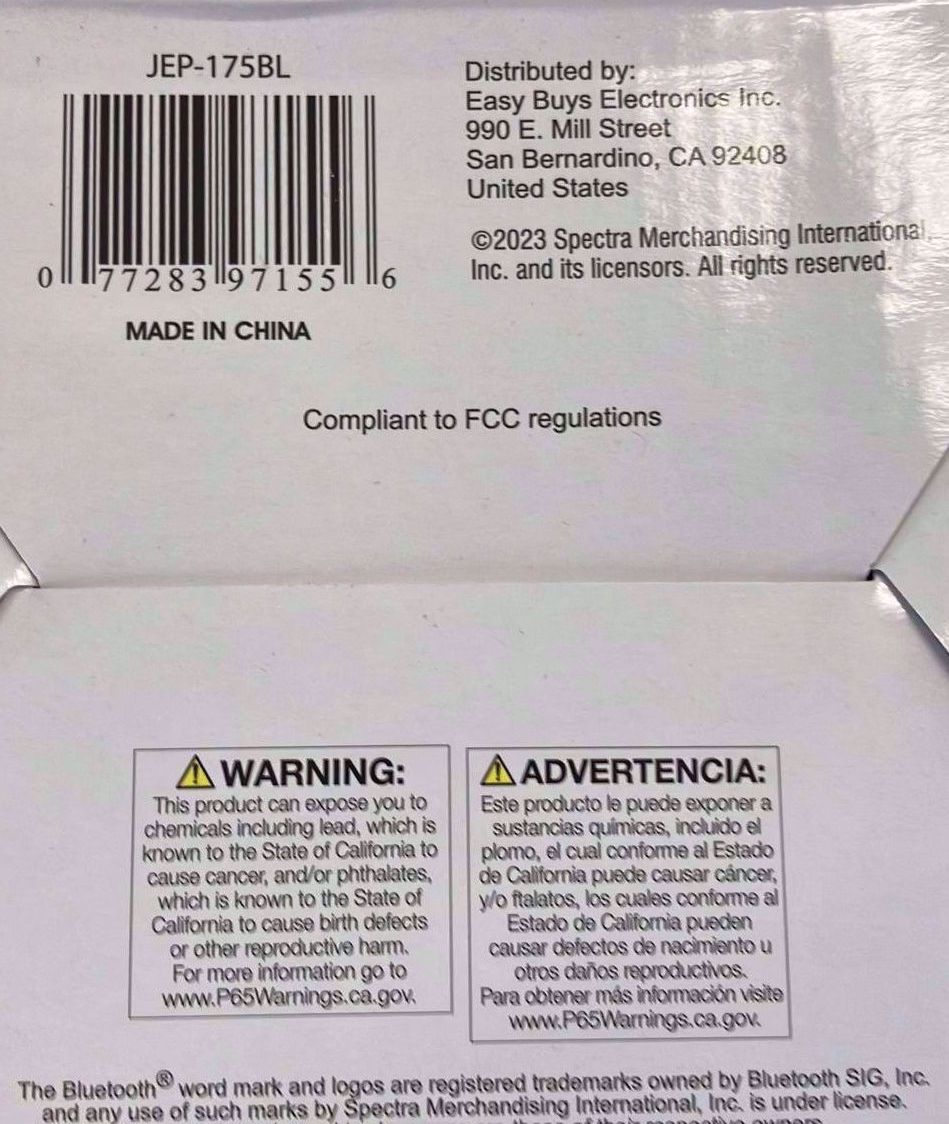 JEP-175BL
0 77283 97155 6
MADE IN CHINA
Distributed by:
Easy Buys Electronics Inc.
990 E. Mill Street
San Bernardino, CA 92408
United States
©2023 Spectra Merchandising International,
Inc. and its licensors. All rights reserved.
Compliant to FCC regulations
WARNING:
This product can expose you to
chemicals including lead, which is
known to the State of California to
cause cancer, and/or phthalates,
which is known to the State of
California to cause birth defects
or other reproductive harm.
For more information go to
www.P65Warnings.ca.gov.
ADVERTENCIA:
Este producto le puede exponer a
sustancias químicas, incluido el
plomo, el cual conforme al Estado
de California puede causar cáncer,
y/o ftalatos, los cuales conforme al
Estado de California pueden
causar defectos de nacimiento u
otros daños reproductivos.
Para obtener más información visite
www.P65Warnings.ca.gov.
The Bluetooth® word mark and logos are registered trademarks owned by Bluetooth SIG, Inc.
and any use of such marks by Spectra Merchandising International, Inc. is under license.
those of their respective owners